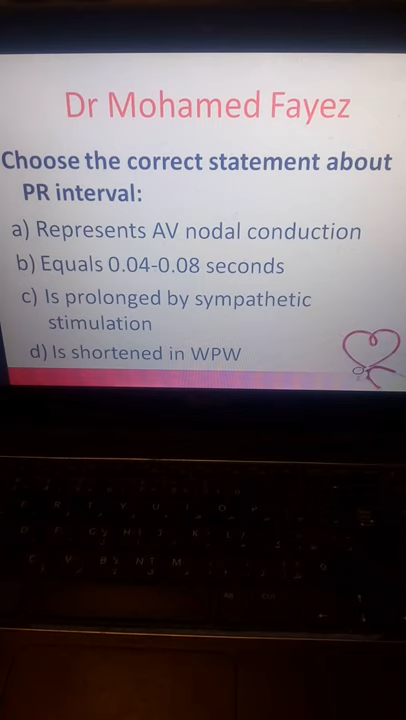 Dr Mohamed Fayez
Choose the correct statement about
PR interval:
a) Represents AV nodal conduction
b) Equals 0.04-0.08 seconds
c) Is prolonged by sympathetic
stimulation
d) Is shortened in WPW